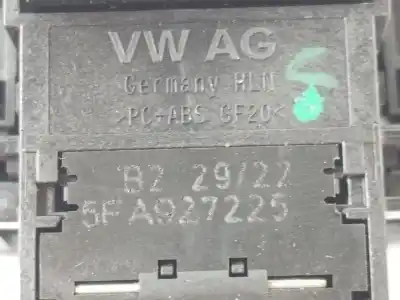 VW AG
Germany HLN
>PC+ABS GF20<
B2 29/22
5FA927225